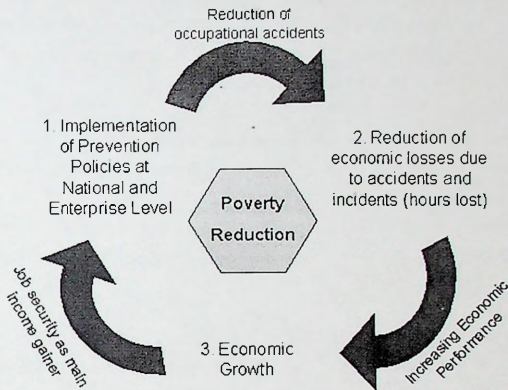 Reduction of
occupational accidents
1. Implementation
of Prevention
Policies at
National and
Enterprise Level
2. Reduction of
economic losses due
to accidents and
incidents (hours lost)
Poverty
Reduction
Increasing Economic
Performance
3. Economic
Growth
Job security as main
income gainer